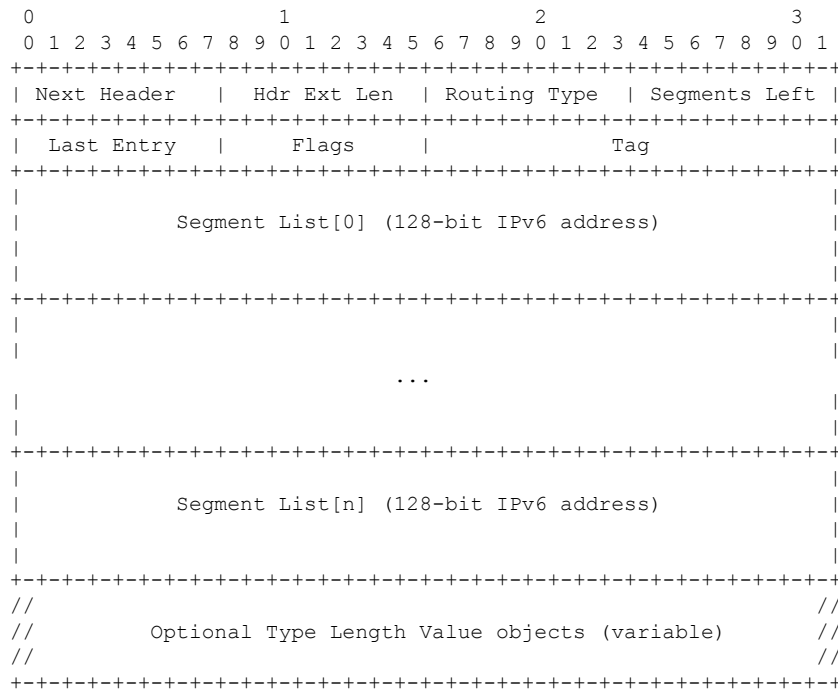 0                   1                   2                   3
0 1 2 3 4 5 6 7 8 9 0 1 2 3 4 5 6 7 8 9 0 1 2 3 4 5 6 7 8 9 0 1
+-+-+-+-+-+-+-+-+-+-+-+-+-+-+-+-+-+-+-+-+-+-+-+-+-+-+-+-+-+-+-+-+
| Next Header   |  Hdr Ext Len  | Routing Type  | Segments Left |
+-+-+-+-+-+-+-+-+-+-+-+-+-+-+-+-+-+-+-+-+-+-+-+-+-+-+-+-+-+-+-+-+
|  Last Entry   |     Flags     |              Tag              |
+-+-+-+-+-+-+-+-+-+-+-+-+-+-+-+-+-+-+-+-+-+-+-+-+-+-+-+-+-+-+-+-+
|                                                               |
|            Segment List[0] (128-bit IPv6 address)             |
|                                                               |
|                                                               |
+-+-+-+-+-+-+-+-+-+-+-+-+-+-+-+-+-+-+-+-+-+-+-+-+-+-+-+-+-+-+-+-+
|                                                               |
|                                                               |
...
|                                                               |
|                                                               |
+-+-+-+-+-+-+-+-+-+-+-+-+-+-+-+-+-+-+-+-+-+-+-+-+-+-+-+-+-+-+-+-+
|                                                               |
|            Segment List[n] (128-bit IPv6 address)             |
|                                                               |
|                                                               |
+-+-+-+-+-+-+-+-+-+-+-+-+-+-+-+-+-+-+-+-+-+-+-+-+-+-+-+-+-+-+-+-+
//                                                             //
//         Optional Type Length Value objects (variable)       //
//                                                             //
+-+-+-+-+-+-+-+-+-+-+-+-+-+-+-+-+-+-+-+-+-+-+-+-+-+-+-+-+-+-+-+-+